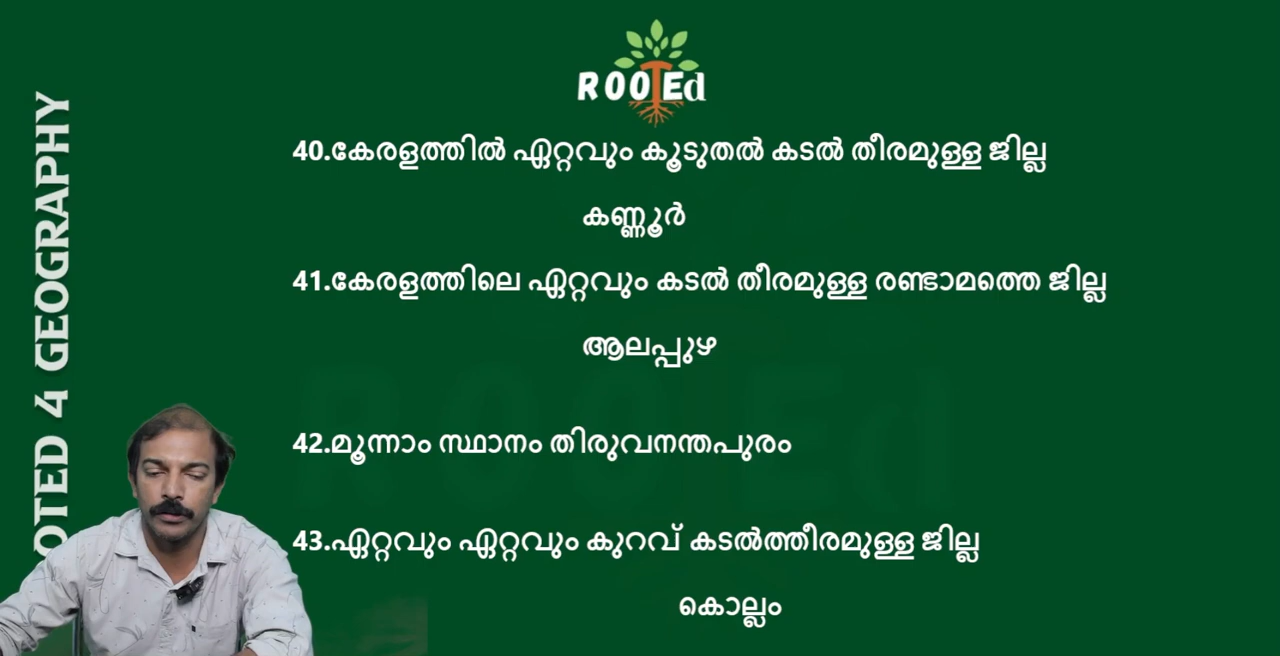 ROOTEd
40.കേരളത്തിൽ ഏറ്റവും കൂടുതൽ കടൽ തീരമുള്ള ജില്ല
കണ്ണൂർ
41.കേരളത്തിലെ ഏറ്റവും കടൽ തീരമുള്ള രണ്ടാമത്തെ ജില്ല
ആലപ്പുഴ
42.മൂന്നാം സ്ഥാനം തിരുവനന്തപുരം
43.ഏറ്റവും ഏറ്റവും കുറവ് കടൽത്തീരമുള്ള ജില്ല
കൊല്ലം
OTED 4 GEOGRAPHY